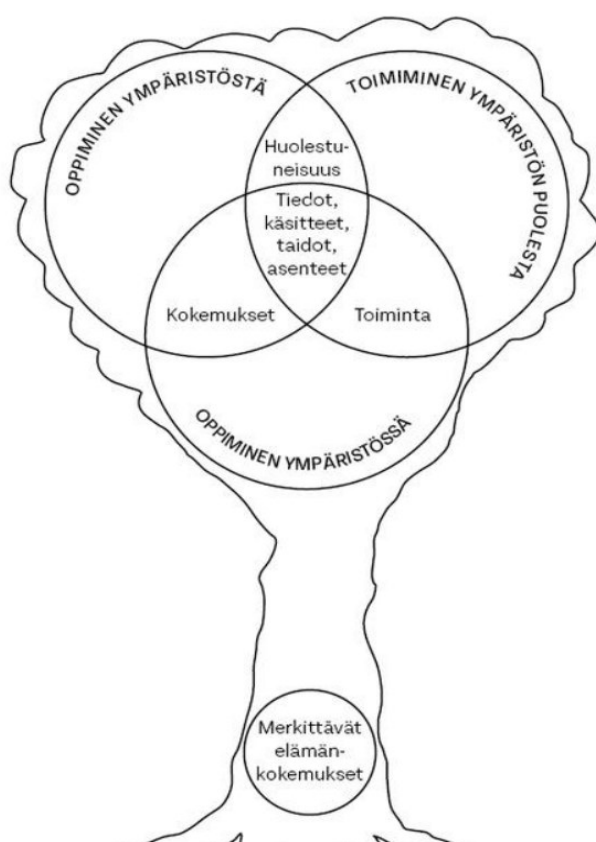 OPPIMINEN YMPÄRISTÖSTÄ
TOIMIMINEN YMPÄRISTÖN PUOLESTA
Huolestu-
neisuus
Tiedot,
käsitteet,
taidot,
asenteet
Kokemukset
Toiminta
OPPIMINEN YMPÄRISTÖSSÄ
Merkittävät
elämän-
kokemukset